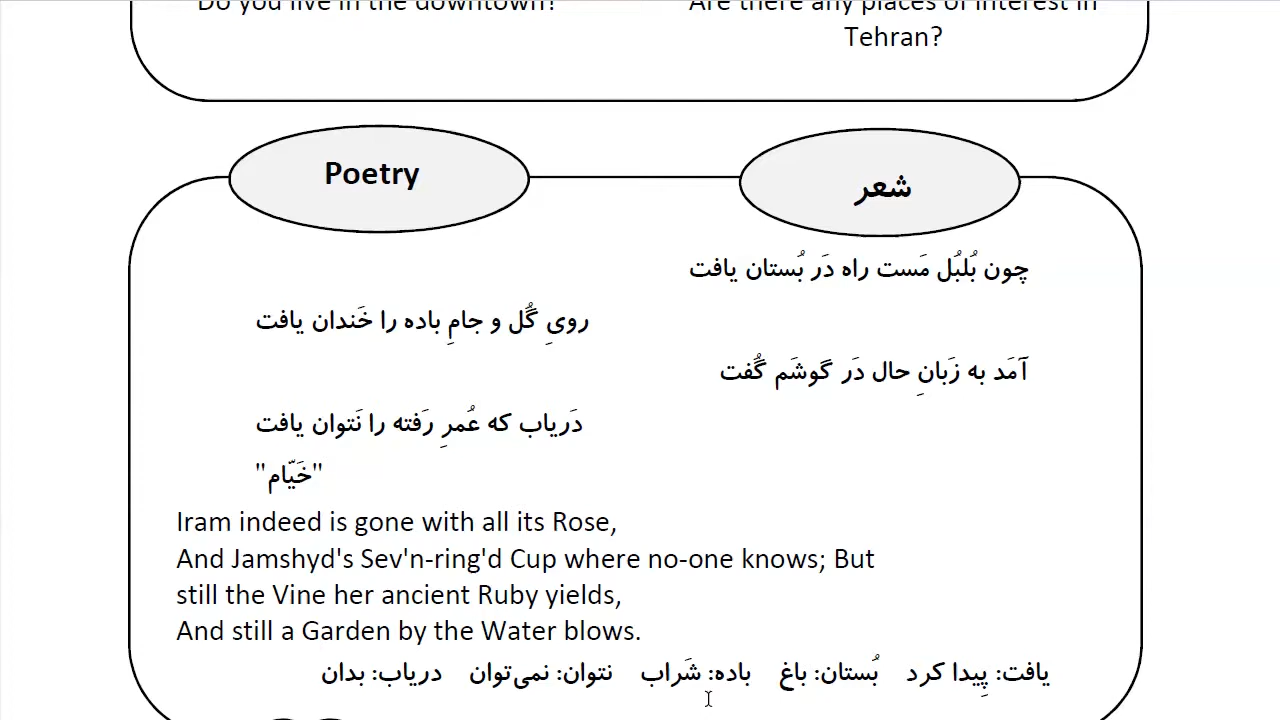 Do you live in the downtown?
Are there any places of interest in
Tehran?
Poetry
شعر
چون بُلبُل مَست راه دَر بُستان یافت
رویِ گُل و جامِ باده را خَندان یافت
آمَد به زَبانِ حال دَر گوشَم گُفت
دَریاب که عُمرِ رَفته را نَتوان یافت
"خَیّام"
Iram indeed is gone with all its Rose,
And Jamshyd's Sev'n-ring'd Cup where no-one knows; But
still the Vine her ancient Ruby yields,
And still a Garden by the Water blows.
یافت: پِیدا کرد بُستان: باغ باده: شَراب نتوان: نمی‌توان دریاب: بدان